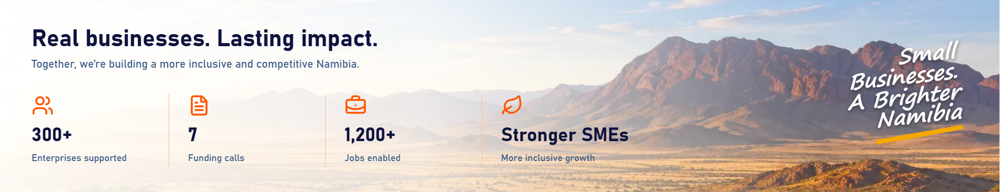 Real businesses. Lasting impact.
Together, we're building a more inclusive and competitive Namibia.
300+
Enterprises supported
7
Funding calls
1,200+
Jobs enabled
Stronger SMEs
More inclusive growth
Small
Businesses.
A Brighter
Namibia